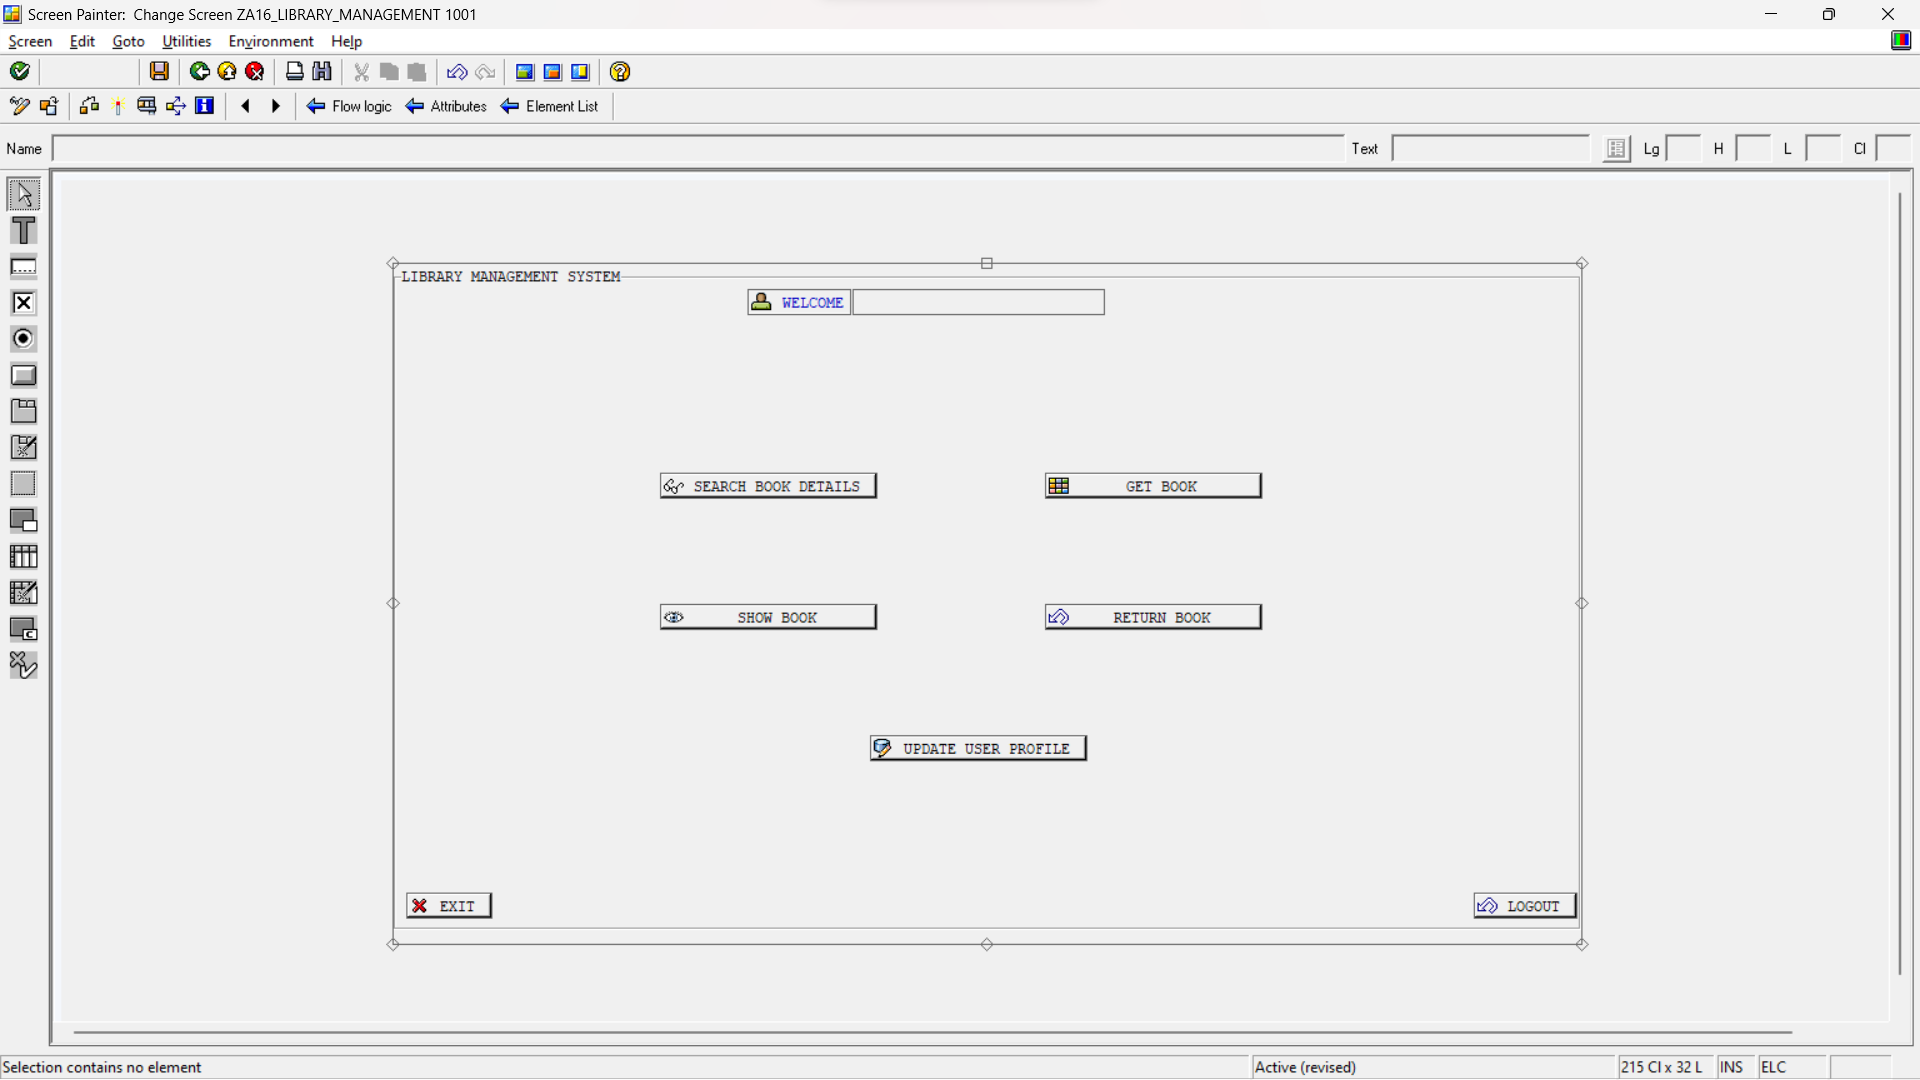 Screen Painter: Change Screen ZA16_LIBRARY_MANAGEMENT 1001
Screen Edit Goto Utilities Environment Help
Flow logic Attributes Element List
Name Text Lg H L Cl
LIBRARY MANAGEMENT SYSTEM
WELCOME
SEARCH BOOK DETAILS GET BOOK
SHOW BOOK RETURN BOOK
UPDATE USER PROFILE
EXIT LOGOUT
Selection contains no element Active (revised) 215 Cl x 32 L INS ELC